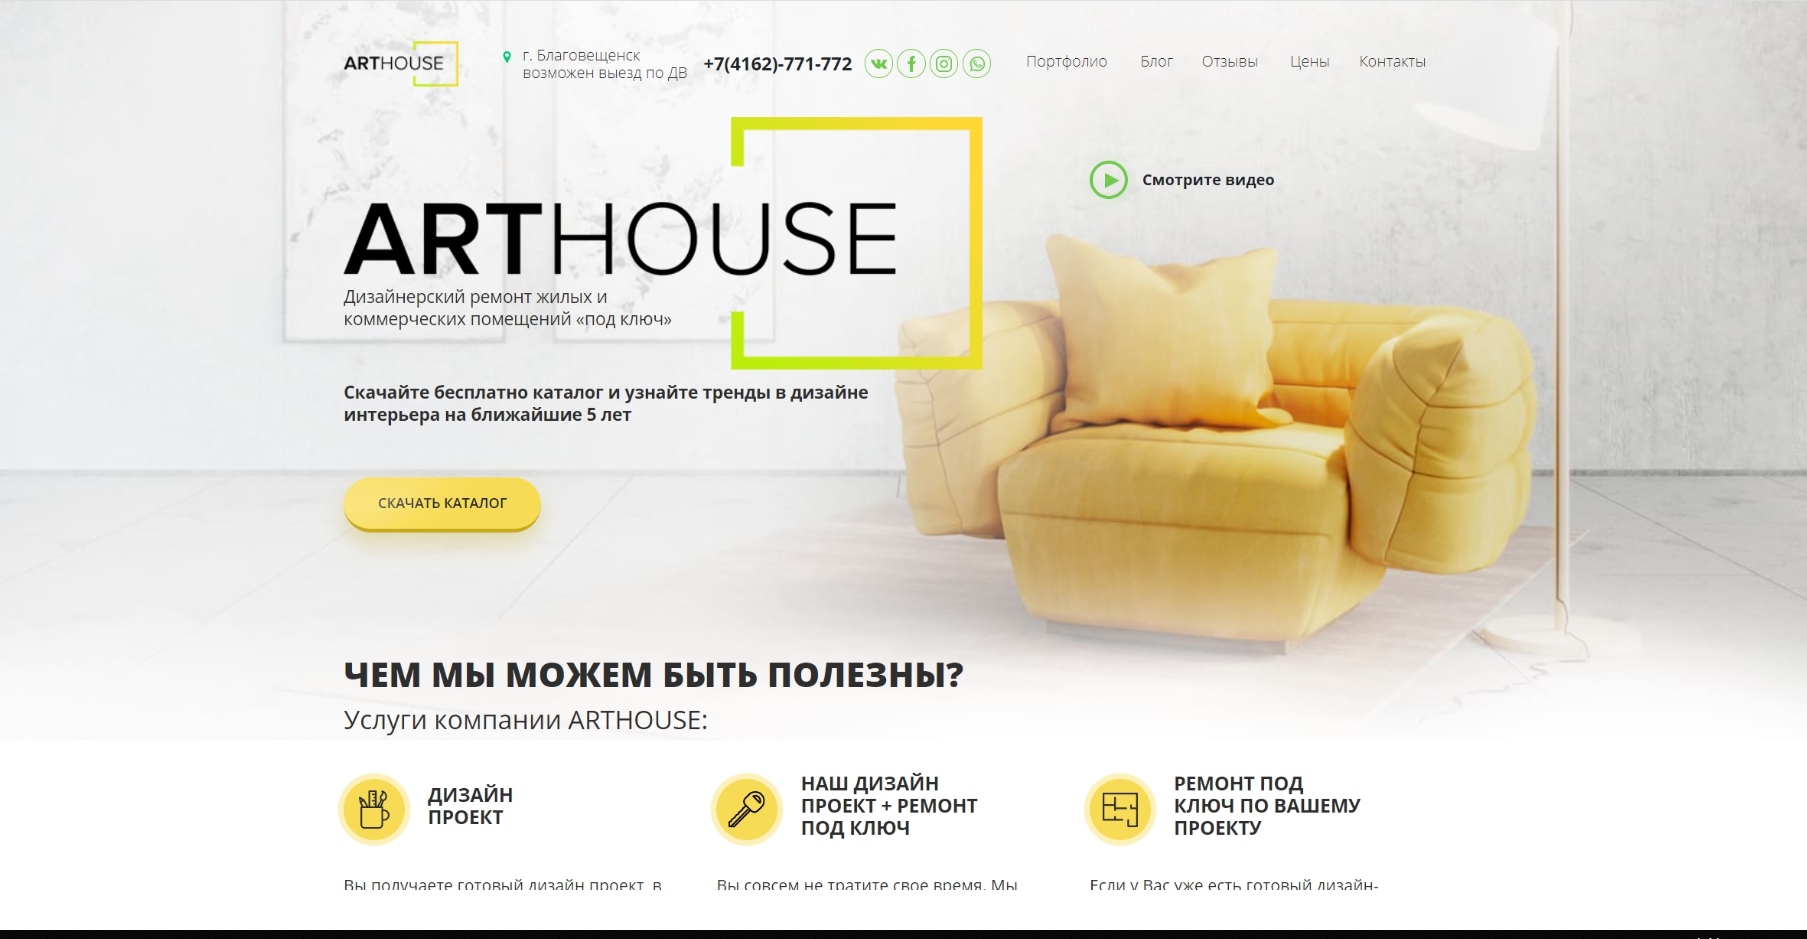 ARTHOUSE
г. Благовещенск
возможен выезд по ДВ
+7(4162)-771-772
Портфолио
Блог
Отзывы
Цены
Контакты
Смотрите видео
ARTHOUSE
Дизайнерский ремонт жилых и
коммерческих помещений «под ключ»
Скачайте бесплатно каталог и узнайте тренды в дизайне
интерьера на ближайшие 5 лет
СКАЧАТЬ КАТАЛОГ
ЧЕМ МЫ МОЖЕМ БЫТЬ ПОЛЕЗНЫ?
Услуги компании ARTHOUSE:
ДИЗАЙН
ПРОЕКТ
Вы получаете готовый дизайн проект, в
НАШ ДИЗАЙН
ПРОЕКТ + РЕМОНТ
ПОД КЛЮЧ
Вы совсем не тратите свое время. Мы
РЕМОНТ ПОД
КЛЮЧ ПО ВАШЕМУ
ПРОЕКТУ
Если у Вас уже есть готовый дизайн-